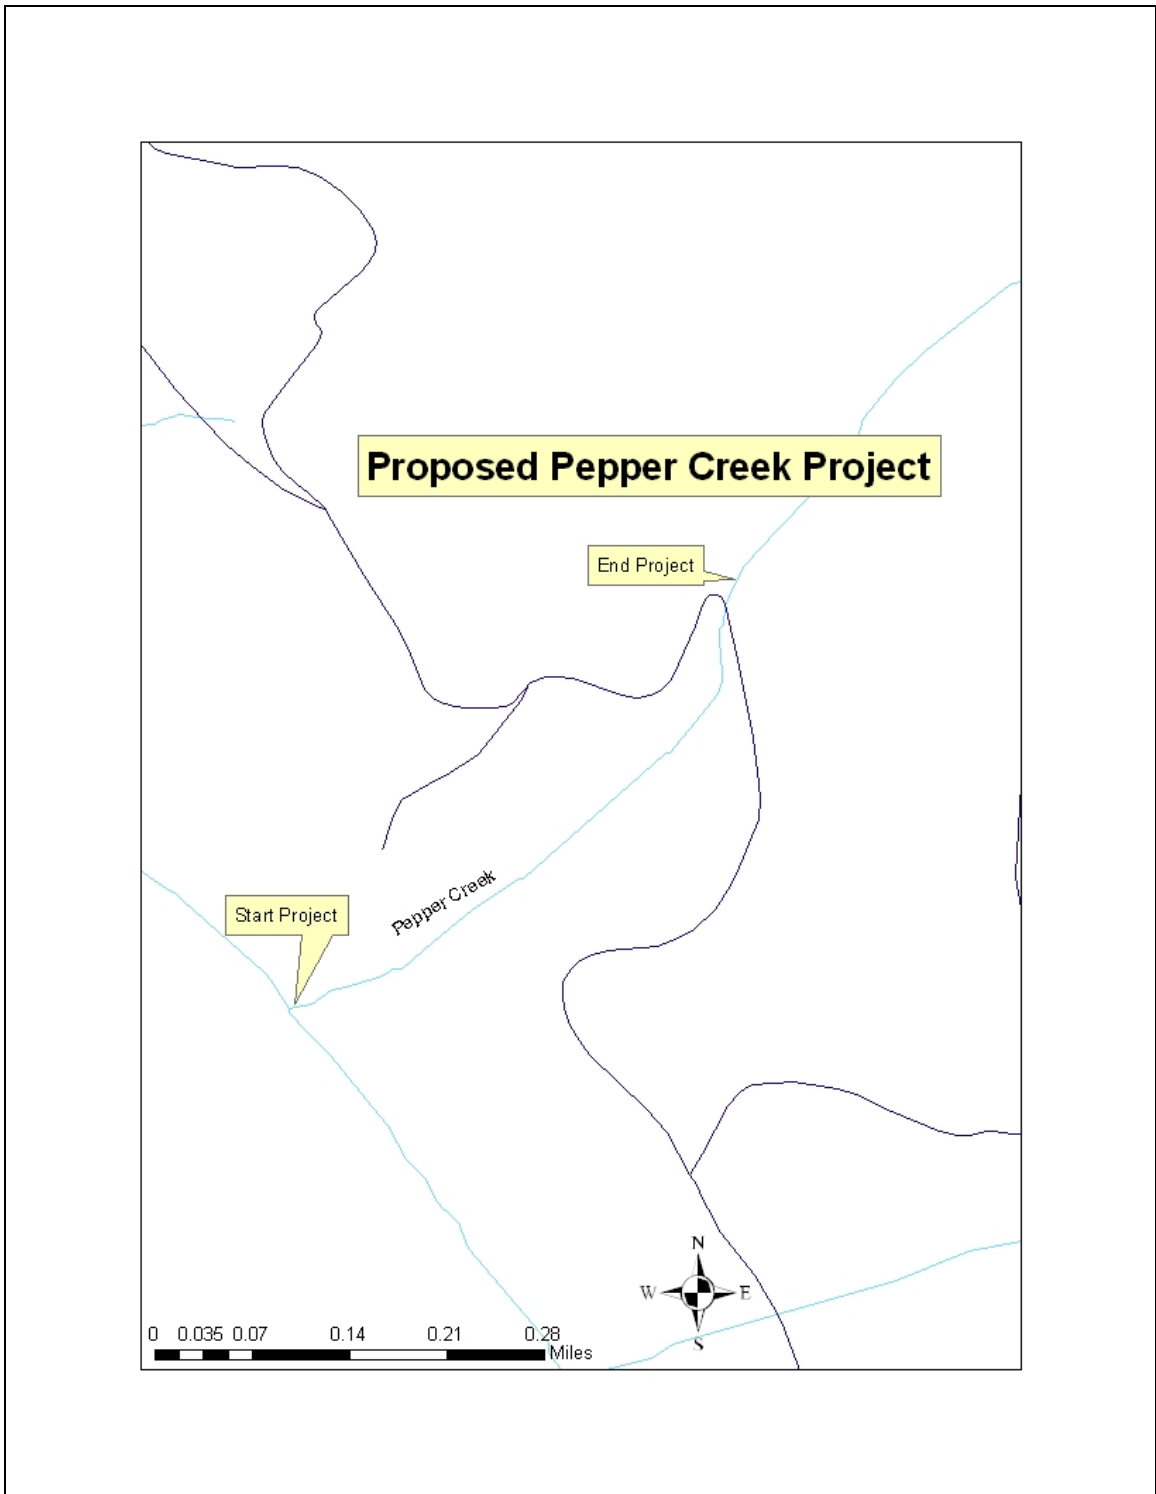 Proposed Pepper Creek Project
End Project
Pepper Creek
Start Project
N
W E
S
0 0.035 0.07 0.14 0.21 0.28
Miles